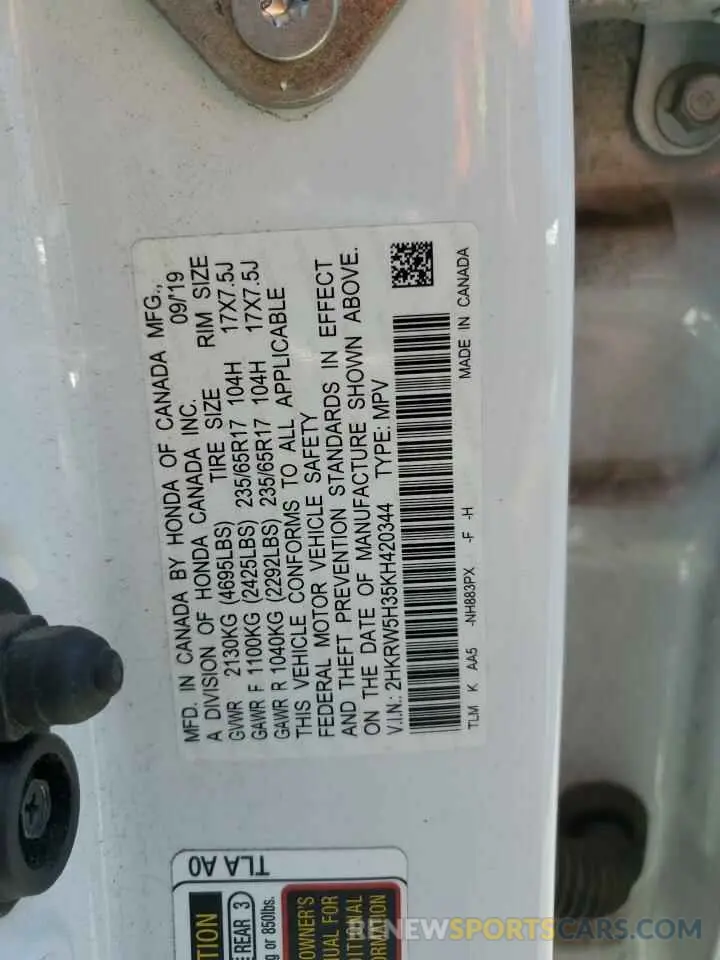 MFD. IN CANADA BY HONDA OF CANADA MFG.,
A DIVISION OF HONDA CANADA INC. 09/'19
TIRE SIZE RIM SIZE
GVWR 2130KG (4695LBS)
GAWR F 1100KG (2425LBS) 235/65R17 104H 17X7.5J
GAWR R 1040KG (2292LBS) 235/65R17 104H 17X7.5J
THIS VEHICLE CONFORMS TO ALL APPLICABLE
FEDERAL MOTOR VEHICLE SAFETY
AND THEFT PREVENTION STANDARDS IN EFFECT
ON THE DATE OF MANUFACTURE SHOWN ABOVE.
V.I.N.: 2HKRW5H35KH420344 TYPE: MPV
TLM K AA5 -NH883PX -F -H MADE IN CANADA
TLA A0
REAR 3
or 850lbs.
OWNER'S
FOR
RENEWSPORTSCARS.COM